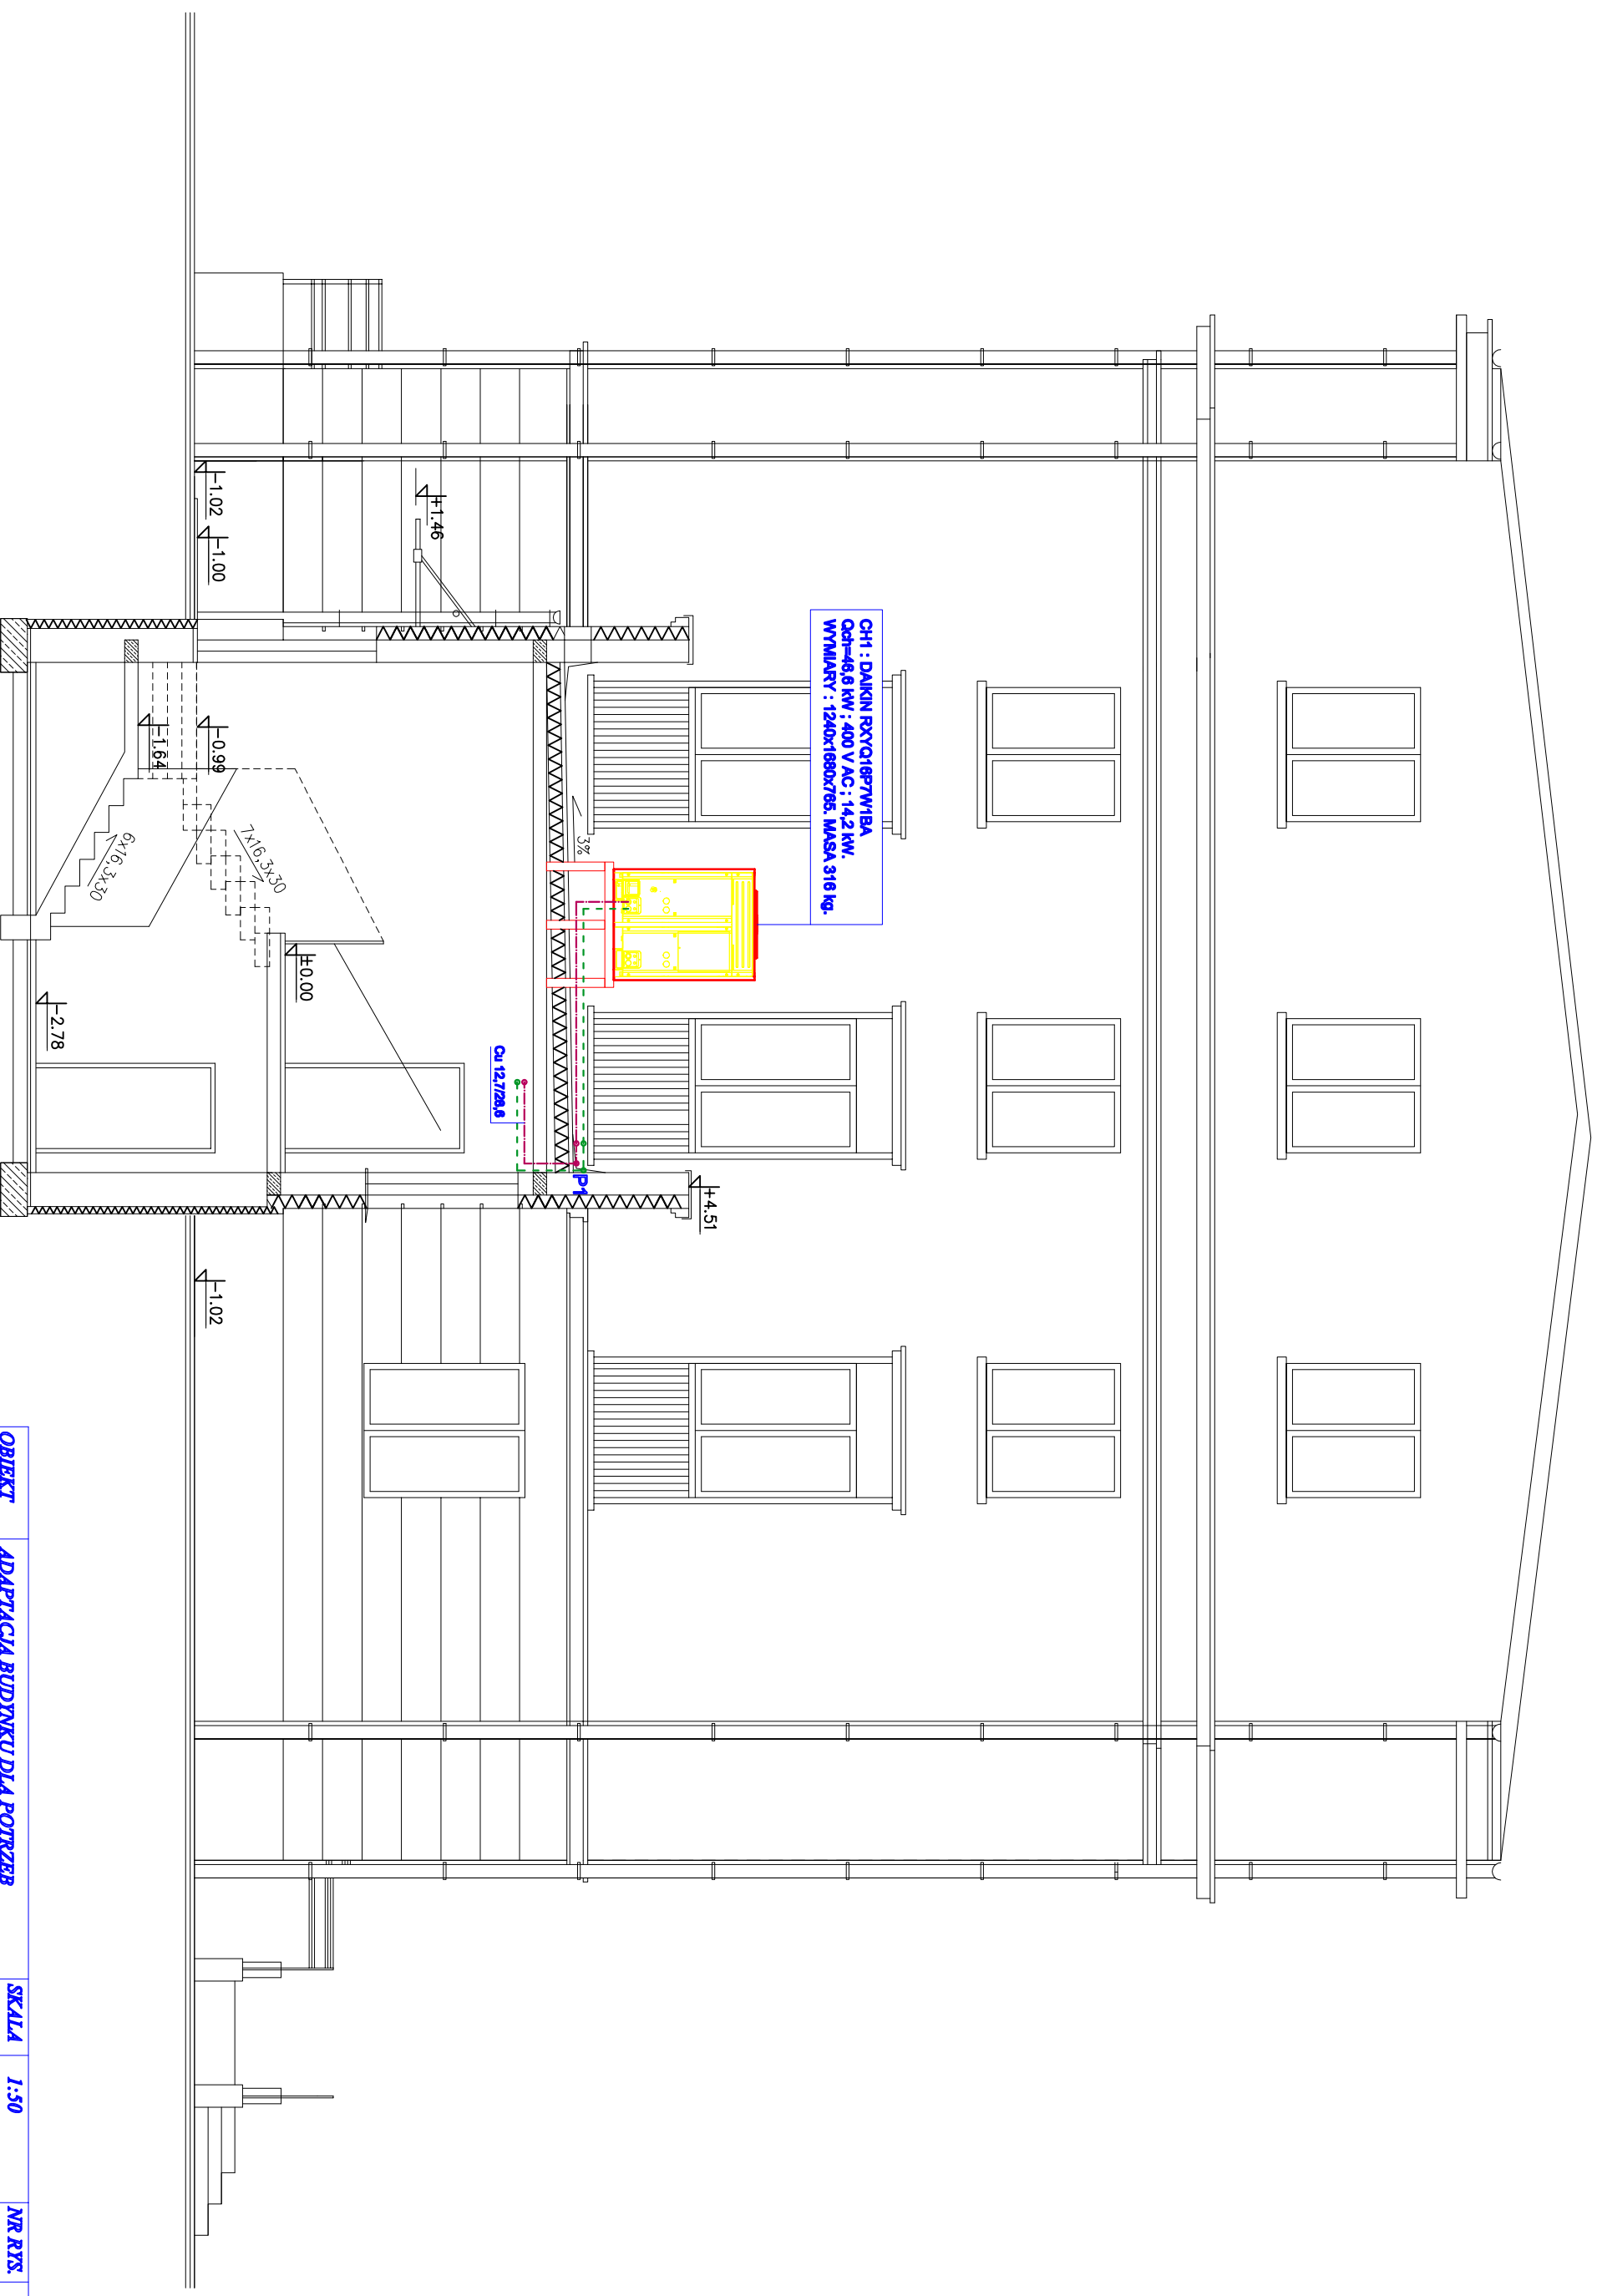 CH1 : DAIKIN RXYQ16P7W1BA
Qch=46,6 kW ; 400 V AC ; 14,2 kW.
WYMIARY : 1240x1680x765. MASA 316 kg.
+4.51
3%
P1
Cu 12,7/28,6
+1.46
±0.00
-1.02
-1.00
-0.99
-1.02
7x16,3x30
-1.64
6x16,3x30
-2.78
OBIEKT
ADAPTACJA BUDYNKU DLA POTRZEB
SKALA
1:50
NR RYS.